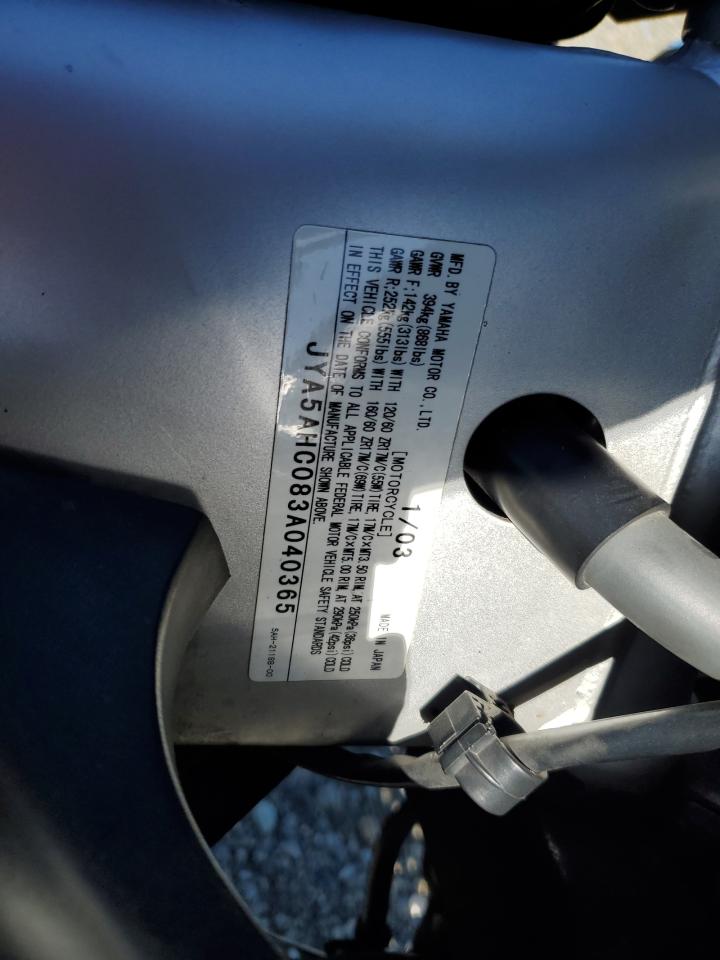 MFD. BY YAMAHA MOTOR CO., LTD.
GVWR 394kg(868lbs) [MOTORCYCLE] 1/03 MADE IN JAPAN
GAWR F;142kg(313lbs) WITH 120/60 ZR17M/C(55W)TIRE, 17M/C×MT3.50 RIM, AT 250kPa(36psi)COLD
GAWR R;252kg(555lbs) WITH 160/60 ZR17M/C(69W)TIRE, 17M/C×MT5.00 RIM, AT 290kPa(42psi)COLD
THIS VEHICLE CONFORMS TO ALL APPLICABLE FEDERAL MOTOR VEHICLE SAFETY STANDARDS
IN EFFECT ON THE DATE OF MANUFACTURE SHOWN ABOVE.
JYA5AHC083A040365
5AH-2118B-00